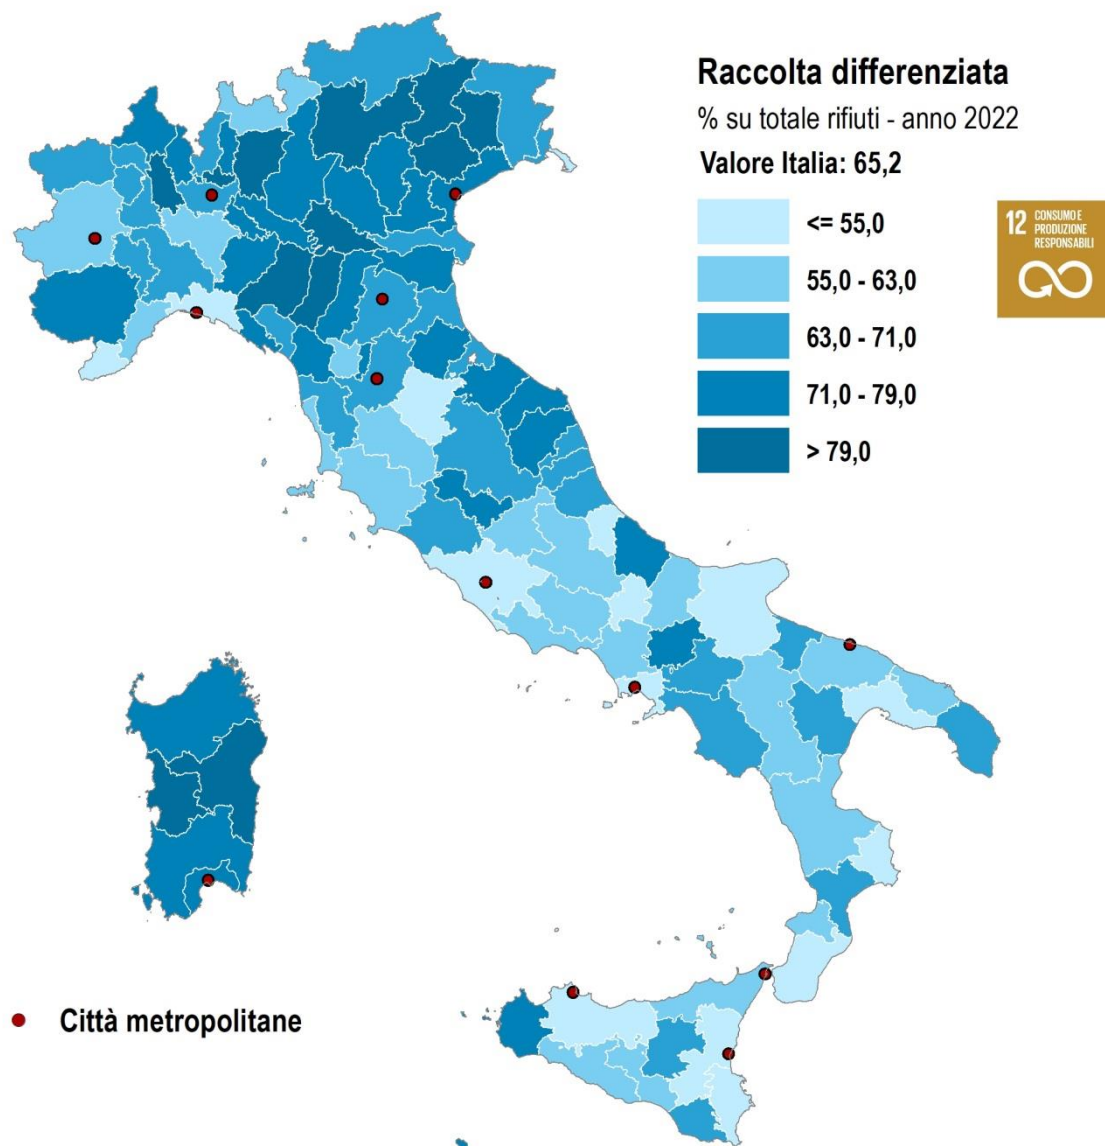 Raccolta differenziata
% su totale rifiuti - anno 2022
Valore Italia: 65,2
<= 55,0
55,0 - 63,0
63,0 - 71,0
71,0 - 79,0
> 79,0
12 CONSUMO E
PRODUZIONE
RESPONSABILI
Città metropolitane